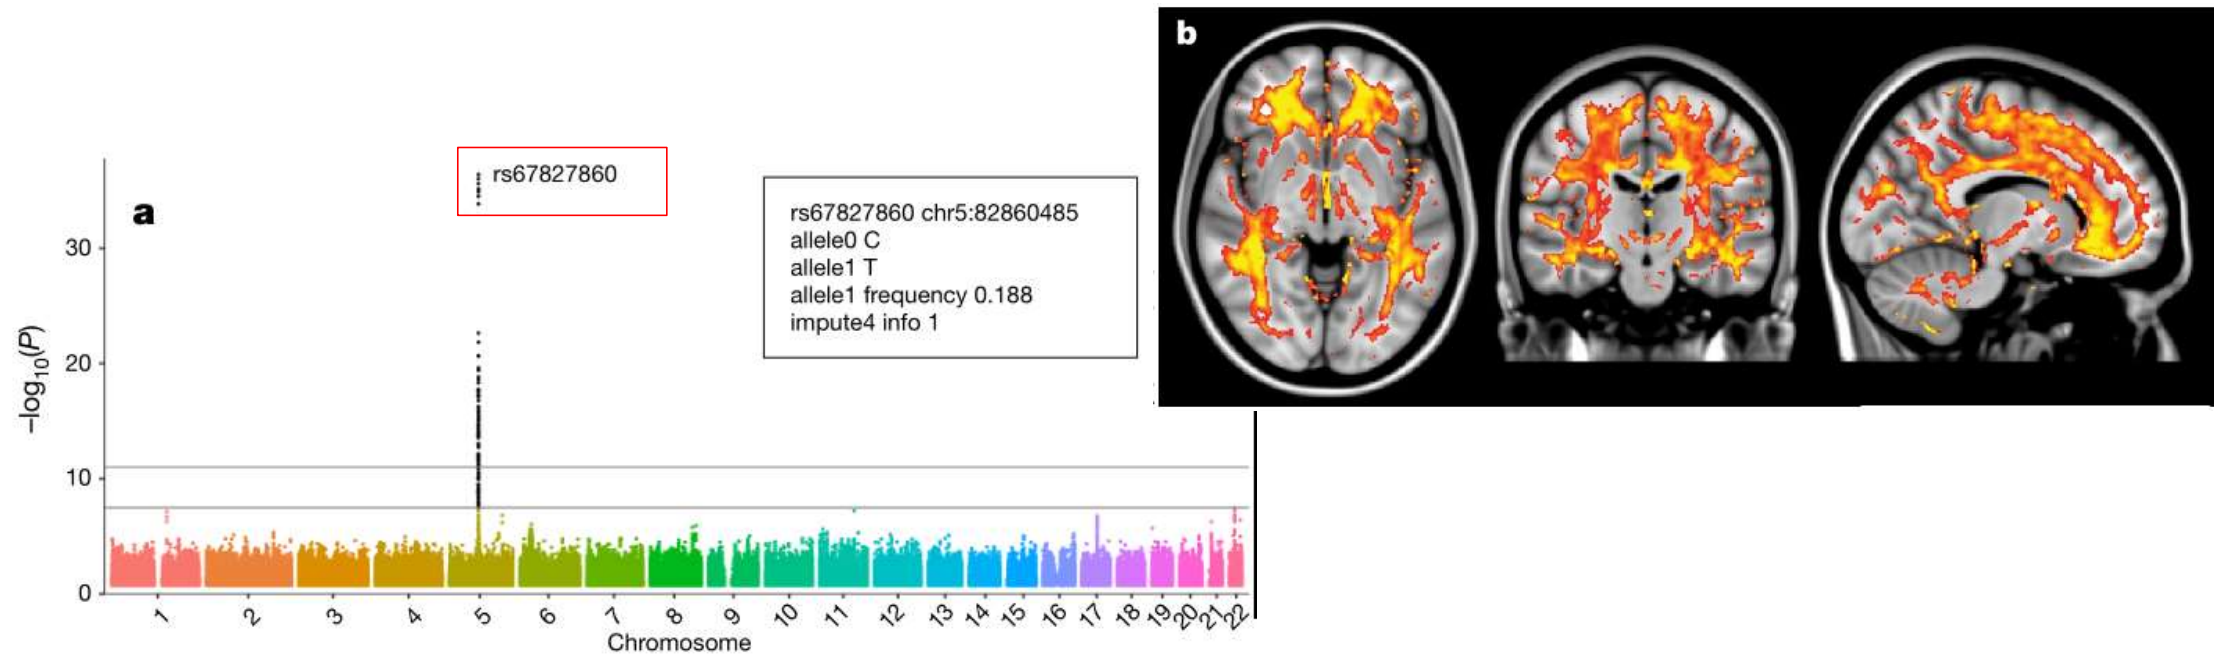 a
rs67827860
rs67827860 chr5:82860485
allele0 C
allele1 T
allele1 frequency 0.188
impute4 info 1
–log10(P)
30
20
10
0
1 2 3 4 5 6 7 8 9 10 11 12 13 14 15 16 17 18 19 20 21 22
Chromosome
b